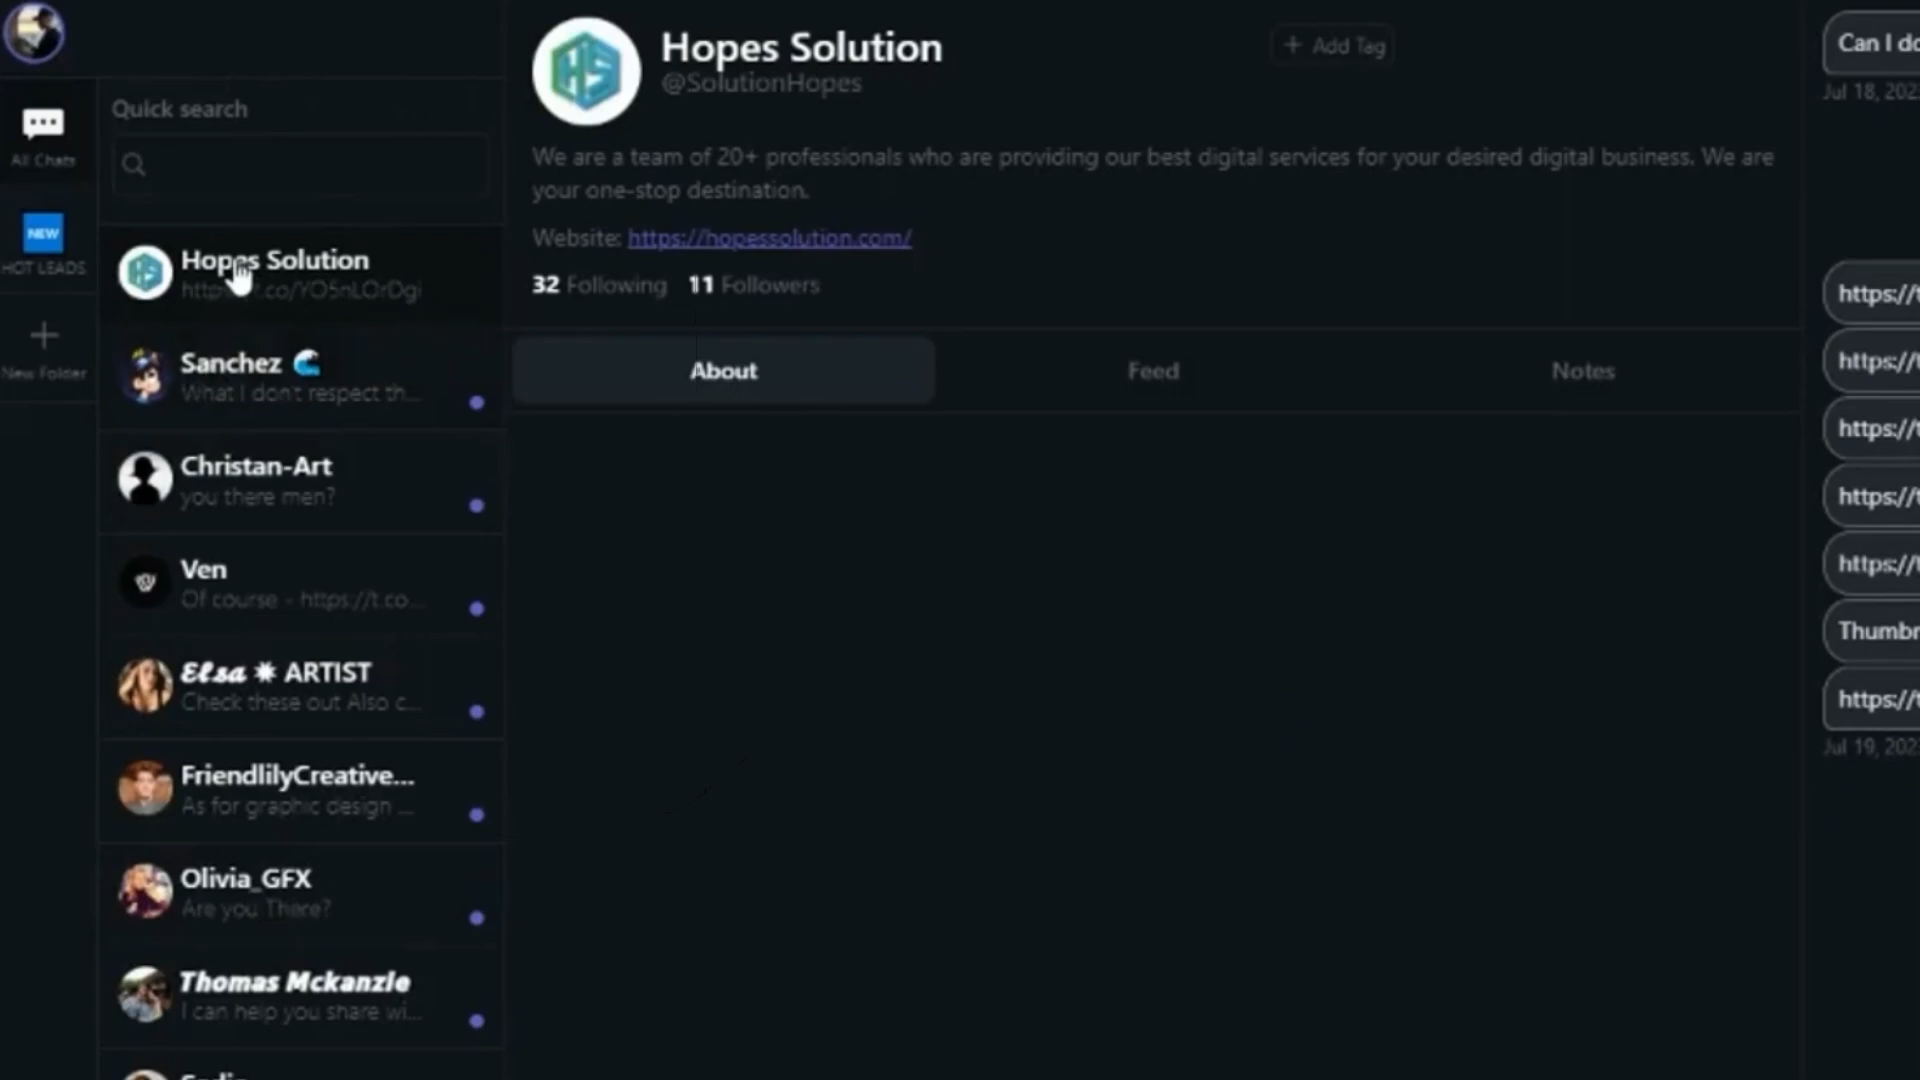 All Chats
NEW
HOT LEADS
New Folder
Quick search
Hopes Solution
Sanchez
What I don't respect th...
Christan-Art
you there men?
Ven
Of course - https://t.co...
Elsa ✷ ARTIST
Check these out Also c...
FriendlilyCreative...
As for graphic design ...
Olivia_GFX
Are you There?
Thomas Mckanzie
I can help you share wi...
HS
Hopes Solution
@SolutionHopes
+ Add Tag
We are a team of 20+ professionals who are providing our best digital services for your desired digital business. We are
your one-stop destination.
Website: https://hopessolution.com/
32 Following 11 Followers
About
Feed
Notes
Can I do
Jul 18, 202
https://t
https://t
https://t
https://t
https://t
Thumbn
https://t
Jul 19, 202